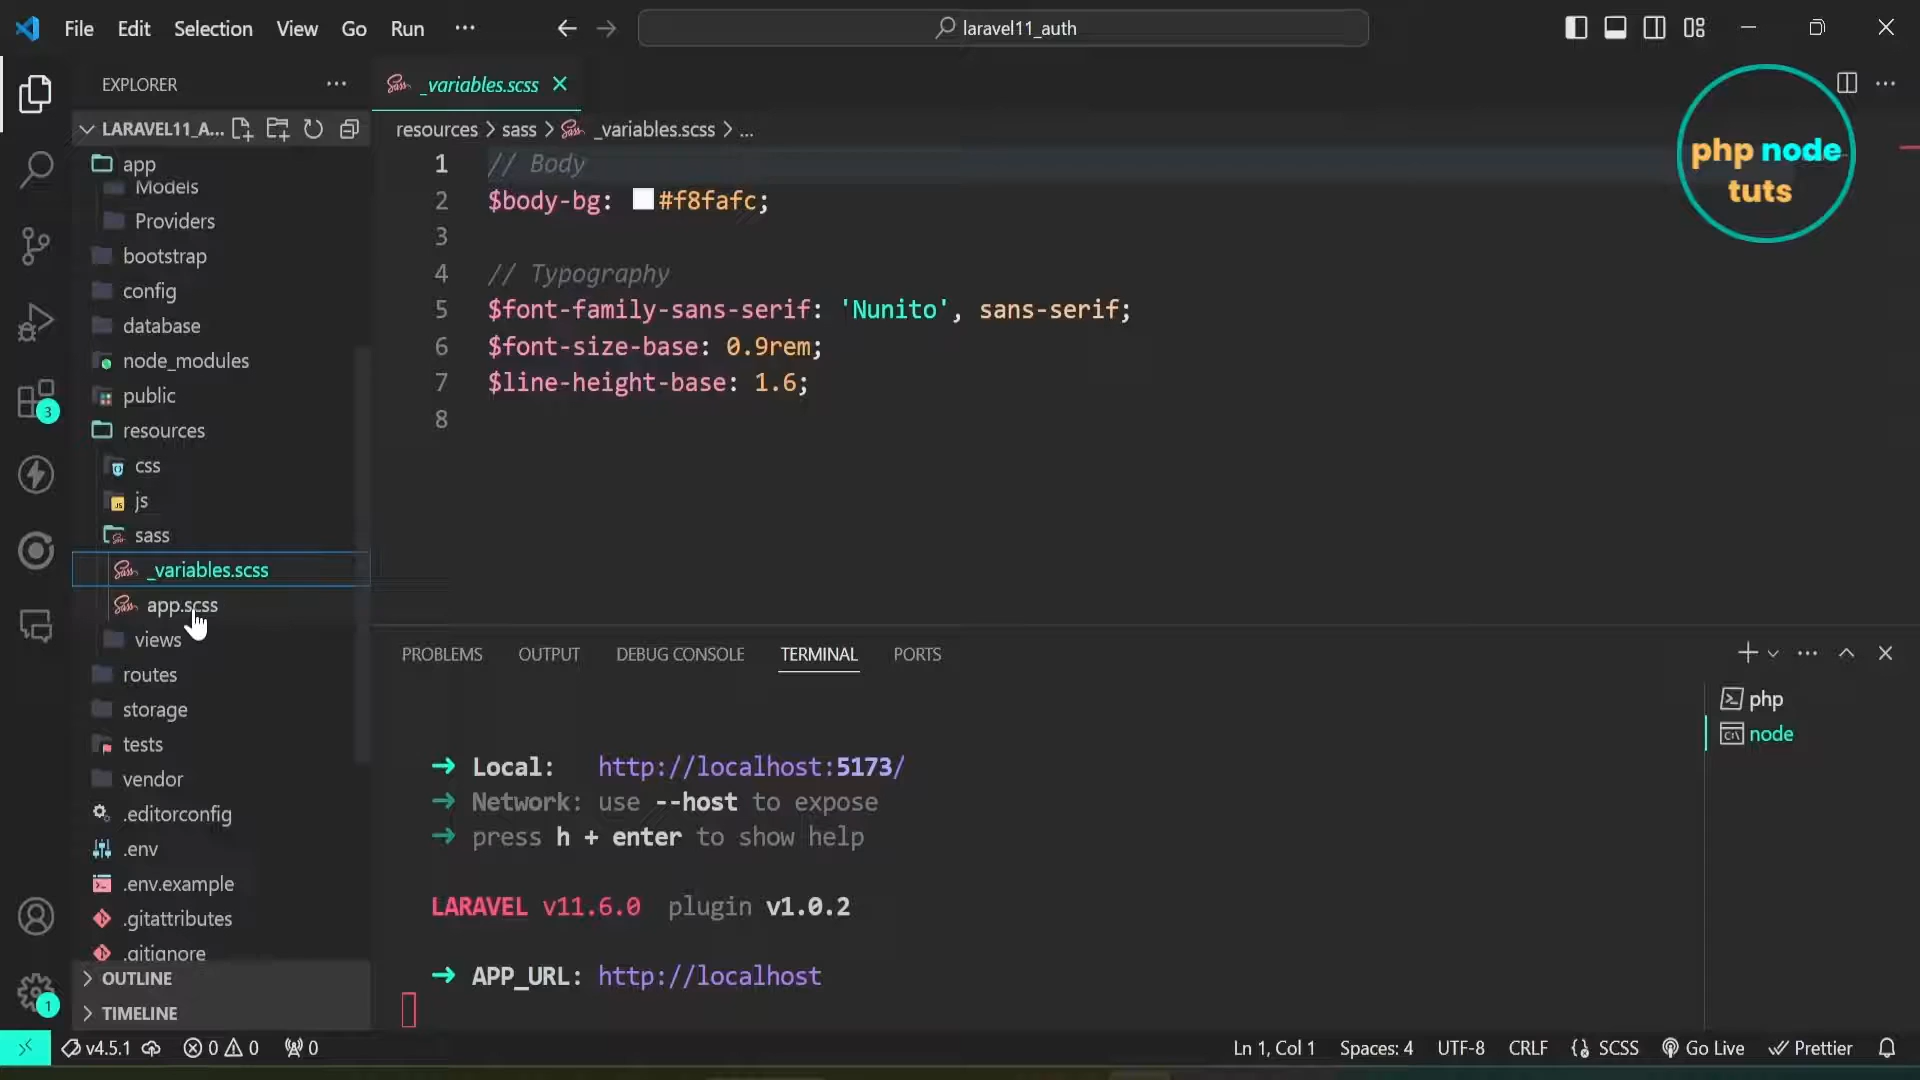 File Edit Selection View Go Run ···
laravel11_auth
EXPLORER
LARAVEL11_A...
app
Models
Providers
bootstrap
config
database
node_modules
public
resources
css
js
sass
_variables.scss
app.scss
views
routes
storage
tests
vendor
.editorconfig
.env
.env.example
.gitattributes
.gitignore
OUTLINE
TIMELINE
3
1
_variables.scss
resources > sass > _variables.scss > ...
1 // Body
2 $body-bg: #f8fafc;
3
4 // Typography
5 $font-family-sans-serif: 'Nunito', sans-serif;
6 $font-size-base: 0.9rem;
7 $line-height-base: 1.6;
8
php node
tuts
PROBLEMS OUTPUT DEBUG CONSOLE TERMINAL PORTS
➜ Local: http://localhost:5173/
➜ Network: use --host to expose
➜ press h + enter to show help
LARAVEL v11.6.0 plugin v1.0.2
➜ APP_URL: http://localhost
php
node
v4.5.1 0 0 0
Ln 1, Col 1 Spaces: 4 UTF-8 CRLF SCSS Go Live Prettier